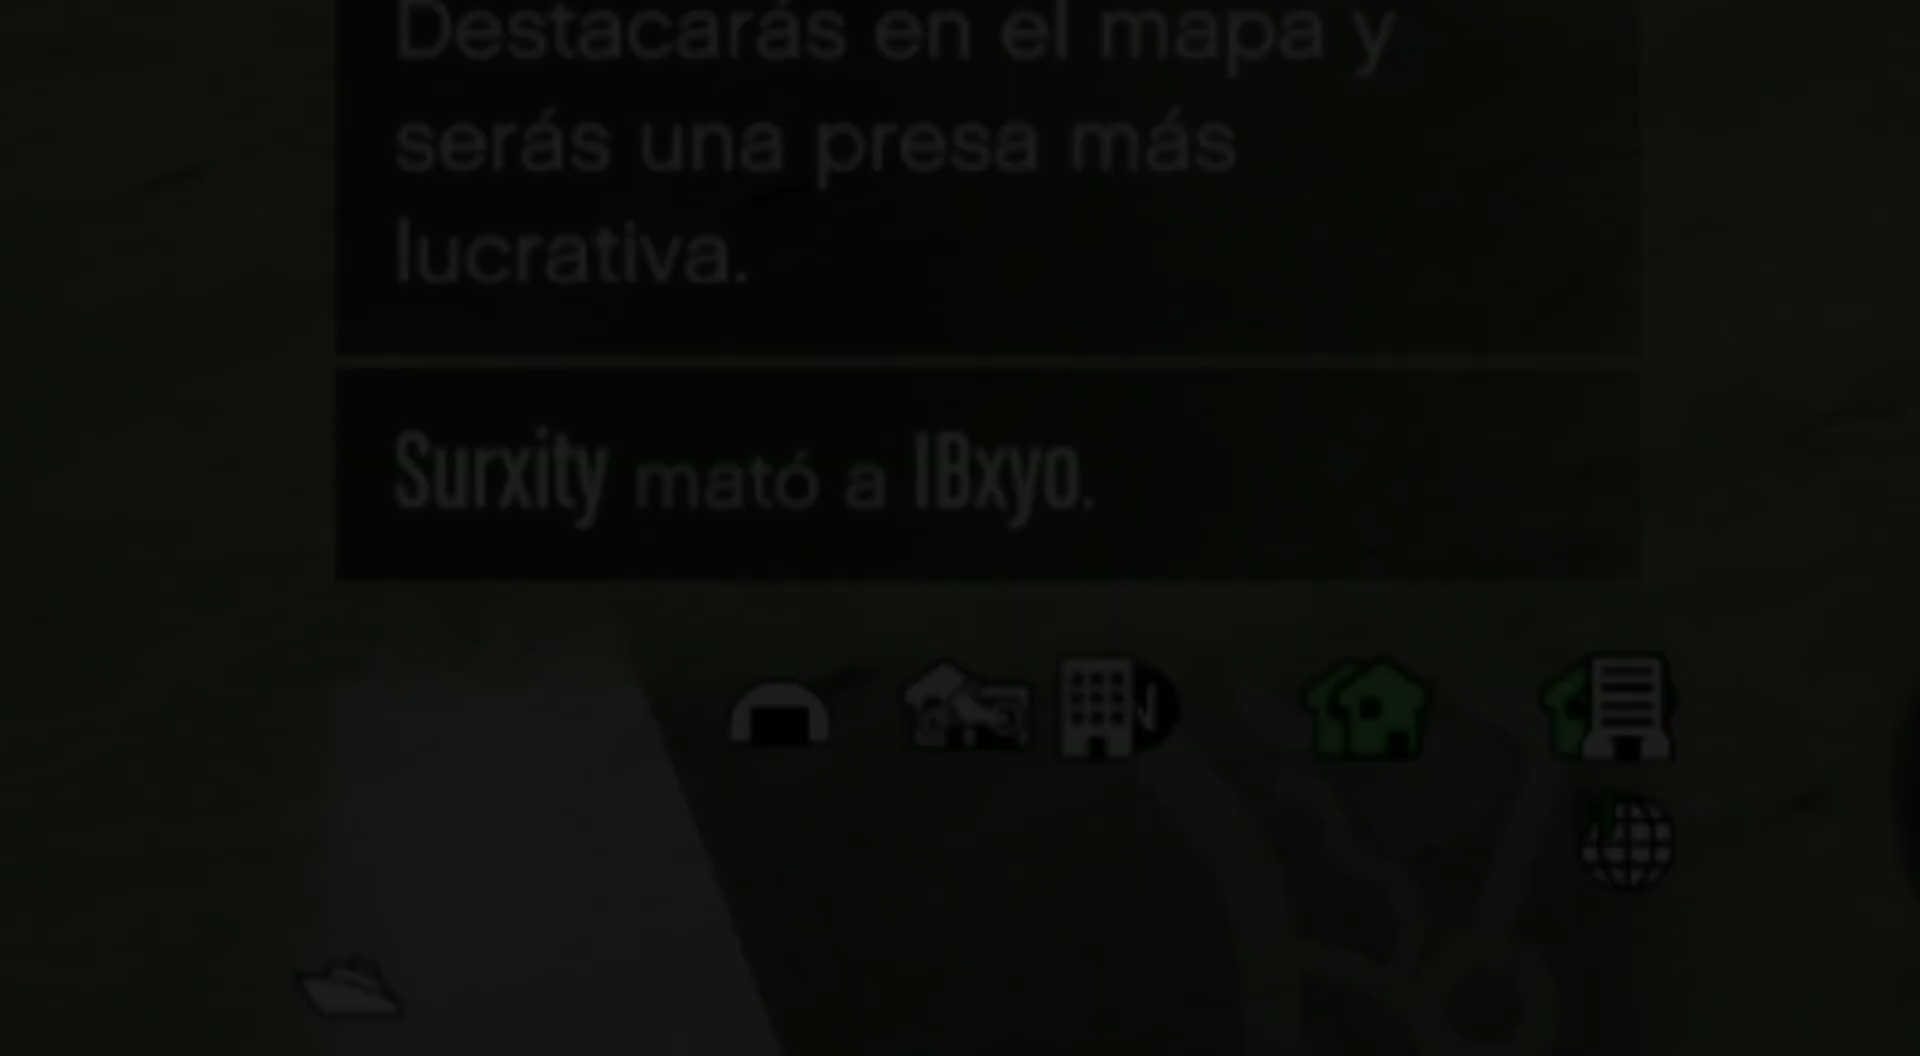 Destacarás en el mapa y
serás una presa más
lucrativa.
Surxity mató a IBxyo.
N